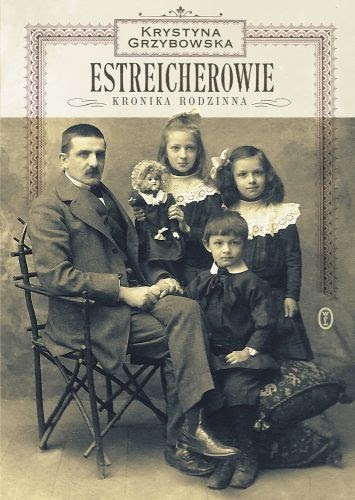 KRYSTYNA
GRZYBOWSKA
ESTREICHEROWIE
KRONIKA RODZINNA